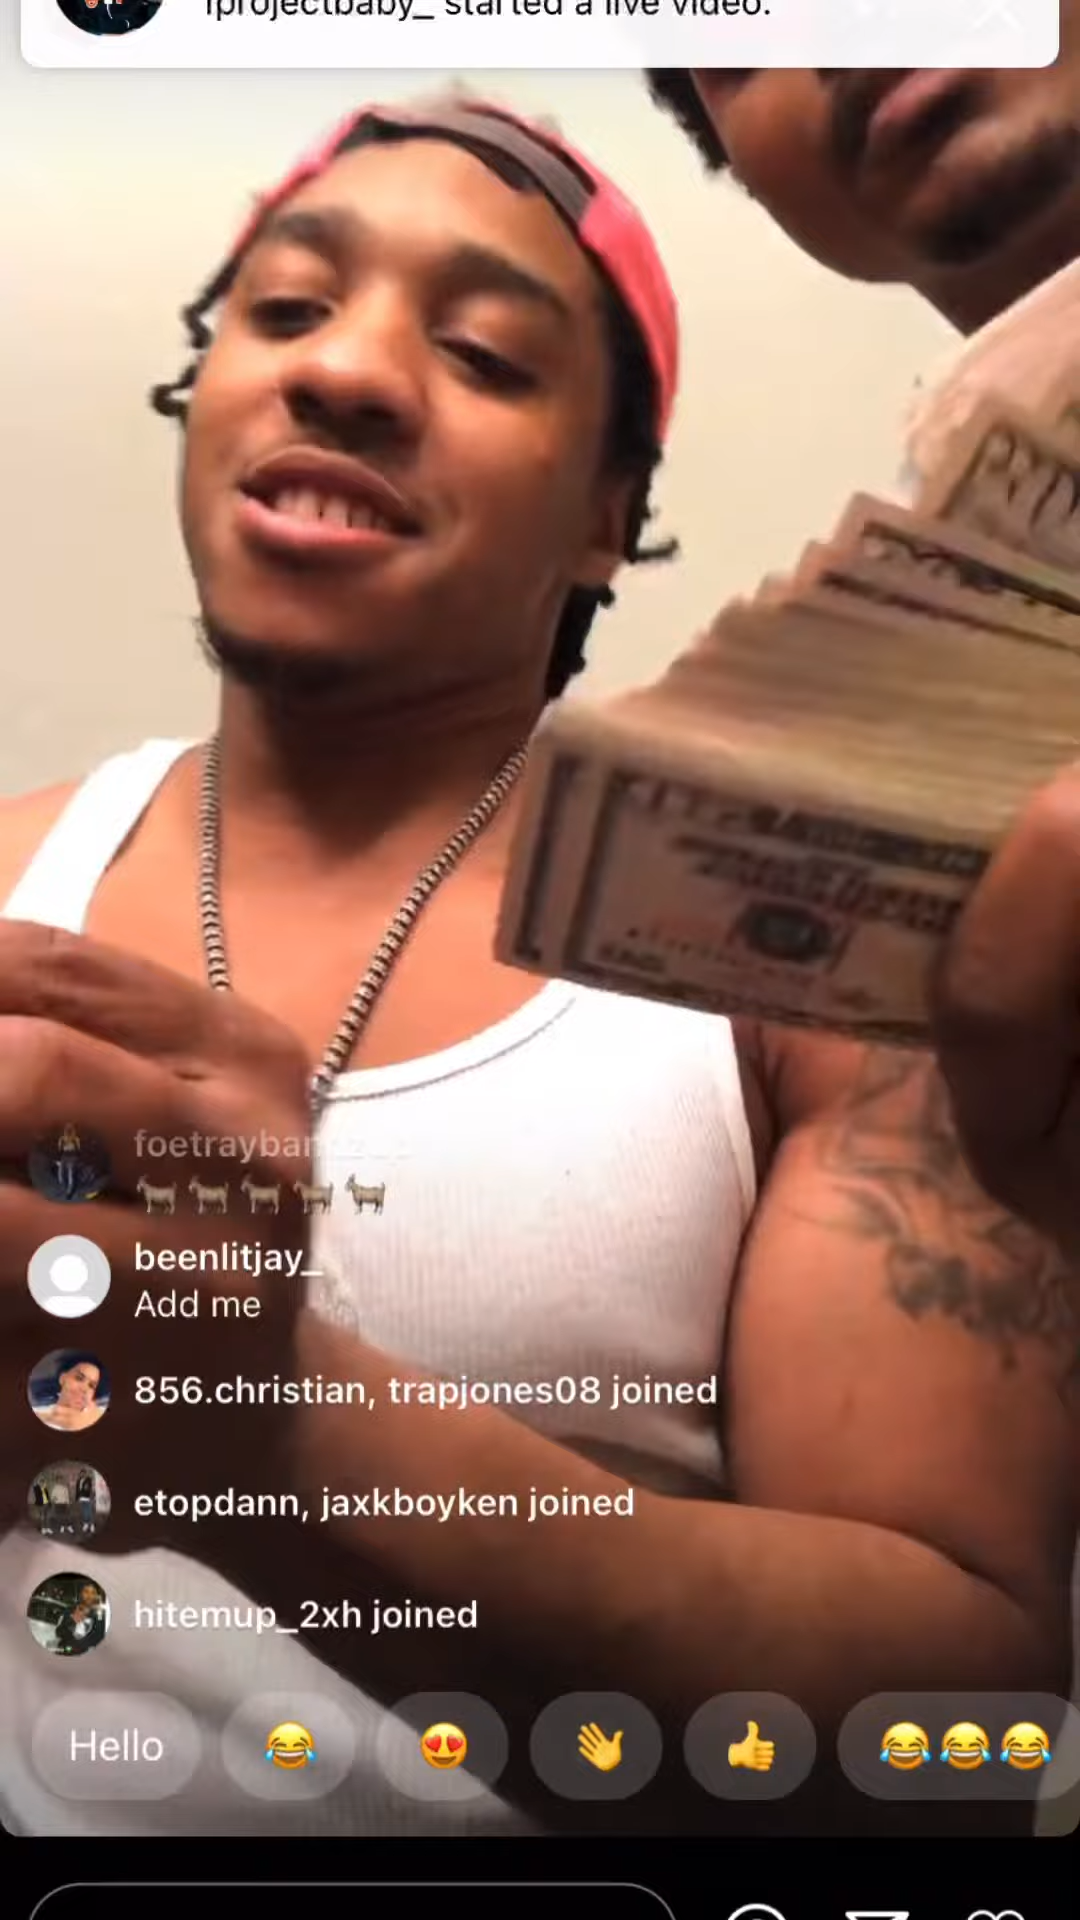 started a live video.
🐐 🐐 🐐 🐐 🐐
beenlitjay_
Add me
856.christian, trapjones08 joined
etopdann, jaxkboyken joined
hitemup_2xh joined
Hello 😂 😍 👋 👍 😂😂😂